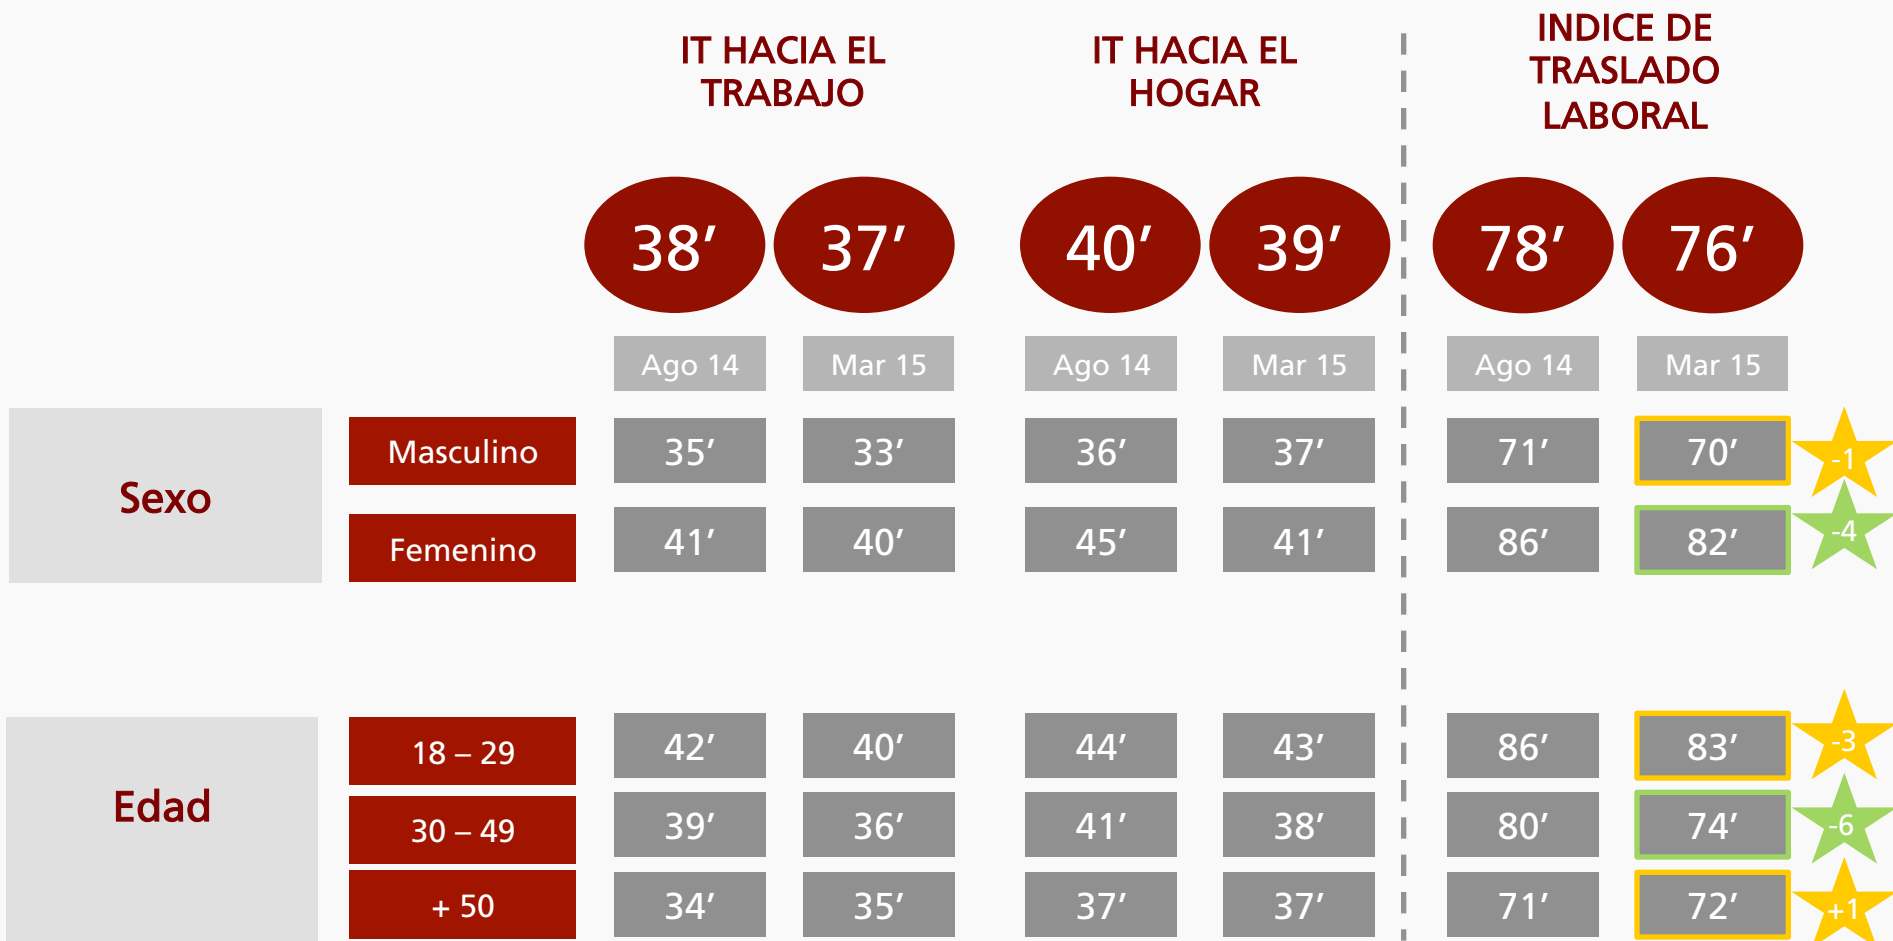 IT HACIA EL
TRABAJO
IT HACIA EL
HOGAR
INDICE DE
TRASLADO
LABORAL
38’ 37’ 40’ 39’ 78’ 76’
Ago 14 Mar 15 Ago 14 Mar 15 Ago 14 Mar 15
Sexo
Masculino 35’ 33’ 36’ 37’ 71’ 70’ -1
Femenino 41’ 40’ 45’ 41’ 86’ 82’ -4
Edad
18 – 29 42’ 40’ 44’ 43’ 86’ 83’ -3
30 – 49 39’ 36’ 41’ 38’ 80’ 74’ -6
+ 50 34’ 35’ 37’ 37’ 71’ 72’ +1